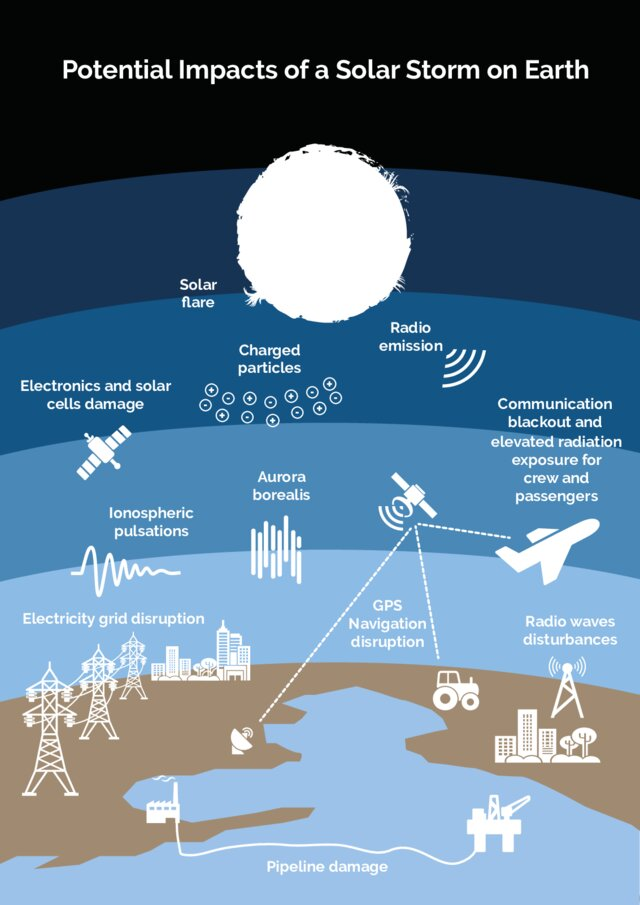 Potential Impacts of a Solar Storm on Earth
Solar
flare
Radio
emission
Charged
particles
Electronics and solar
cells damage
Communication
blackout and
elevated radiation
exposure for
crew and
passengers
Aurora
borealis
Ionospheric
pulsations
GPS
Navigation
disruption
Electricity grid disruption
Radio waves
disturbances
Pipeline damage